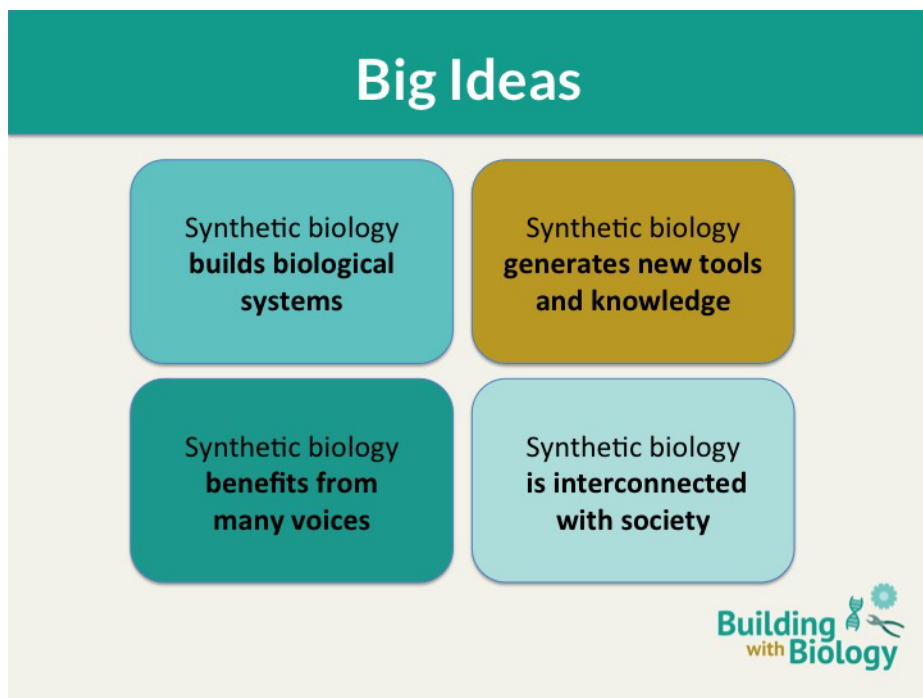 Big Ideas
Synthetic biology
builds biological
systems
Synthetic biology
generates new tools
and knowledge
Synthetic biology
benefits from
many voices
Synthetic biology
is interconnected
with society
Building
with Biology